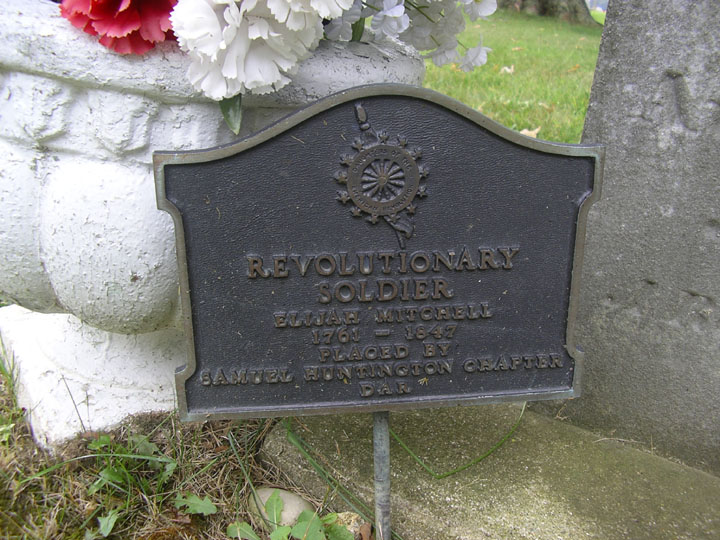 REVOLUTIONARY
SOLDIER
ELIJAH MITCHELL
1761 – 1847
PLACED BY
SAMUEL HUNTINGTON CHAPTER
DAR